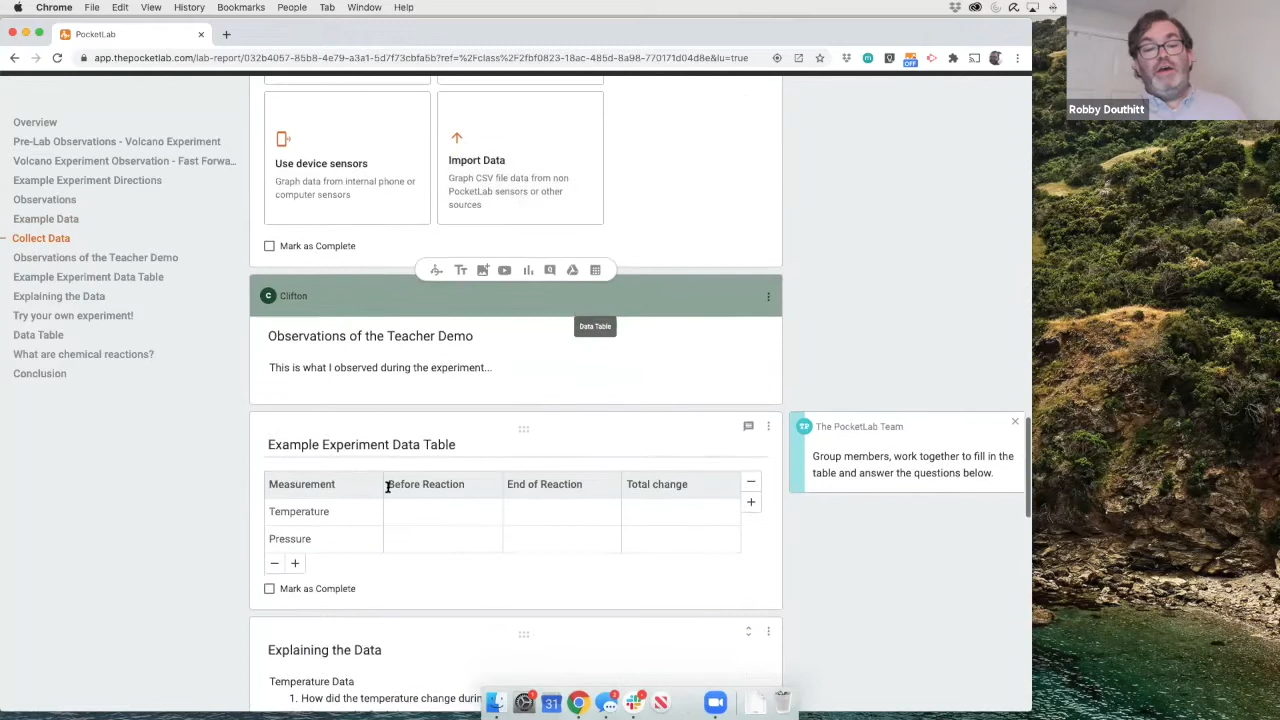 Chrome File Edit View History Bookmarks People Tab Window Help
PocketLab
app.thepocketlab.com/lab-report/032b4057-85b8-4e79-a3a1-5d7f73cbfa5b?ref=%2Fclass%2F2fbf0823-18ac-485d-8a98-770171d04d8e&lu=true
OFF
Robby Douthitt
Overview
Pre-Lab Observations - Volcano Experiment
Volcano Experiment Observation - Fast Forwa...
Example Experiment Directions
Observations
Example Data
Collect Data
Observations of the Teacher Demo
Example Experiment Data Table
Explaining the Data
Try your own experiment!
Data Table
What are chemical reactions?
Conclusion
Use device sensors
Graph data from internal phone or
computer sensors
Import Data
Graph CSV file data from non
PocketLab sensors or other
sources
Mark as Complete
C Clifton
Data Table
Observations of the Teacher Demo
This is what I observed during the experiment...
Example Experiment Data Table
Measurement Before Reaction End of Reaction Total change
Temperature
Pressure
Mark as Complete
TP The PocketLab Team
Group members, work together to fill in the
table and answer the questions below.
Explaining the Data
Temperature Data
1. How did the temperature change durin
31